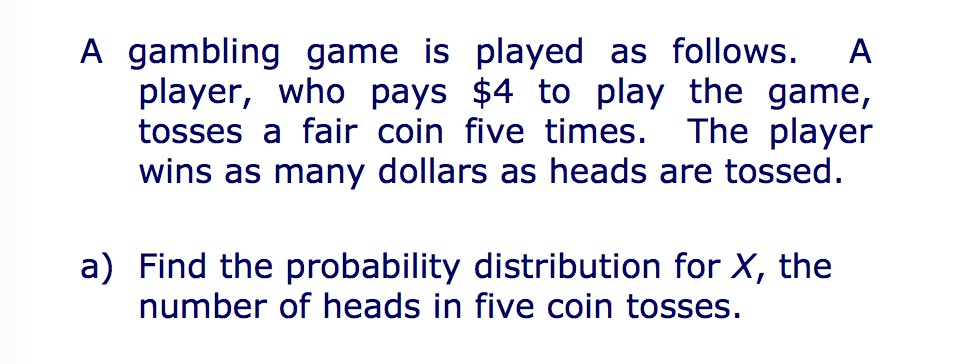 A gambling game is played as follows. A
player, who pays $4 to play the game,
tosses a fair coin five times. The player
wins as many dollars as heads are tossed.
a) Find the probability distribution for X, the
number of heads in five coin tosses.